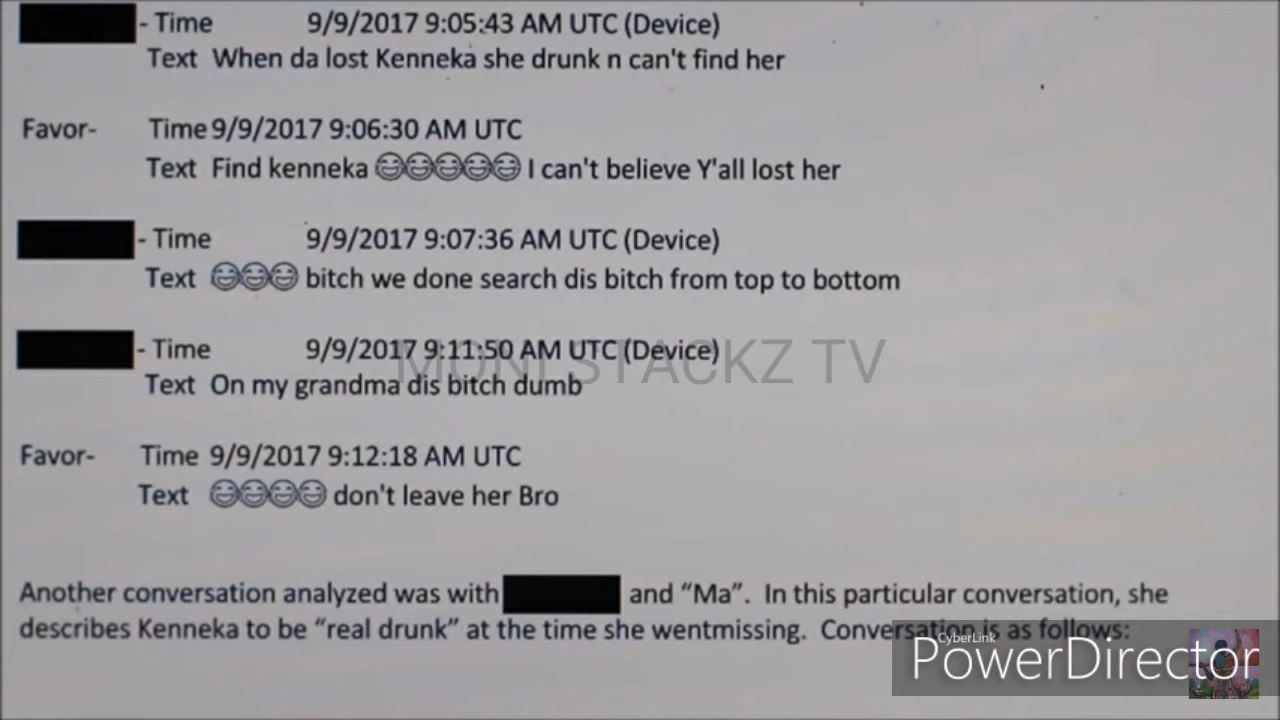 - Time 9/9/2017 9:05:43 AM UTC (Device)
Text When da lost Kenneka she drunk n can't find her
Favor- Time 9/9/2017 9:06:30 AM UTC
Text Find kenneka 😂😂😂😂😂 I can't believe Y'all lost her
- Time 9/9/2017 9:07:36 AM UTC (Device)
Text 😂😂😂 bitch we done search dis bitch from top to bottom
- Time 9/9/2017 9:11:50 AM UTC (Device)
MONI STACKZ TV
Text On my grandma dis bitch dumb
Favor- Time 9/9/2017 9:12:18 AM UTC
Text 😂😂😂😂 don't leave her Bro
Another conversation analyzed was with and “Ma”. In this particular conversation, she
describes Kenneka to be “real drunk” at the time she wentmissing. Conversation is as follows:
CyberLink
PowerDirector